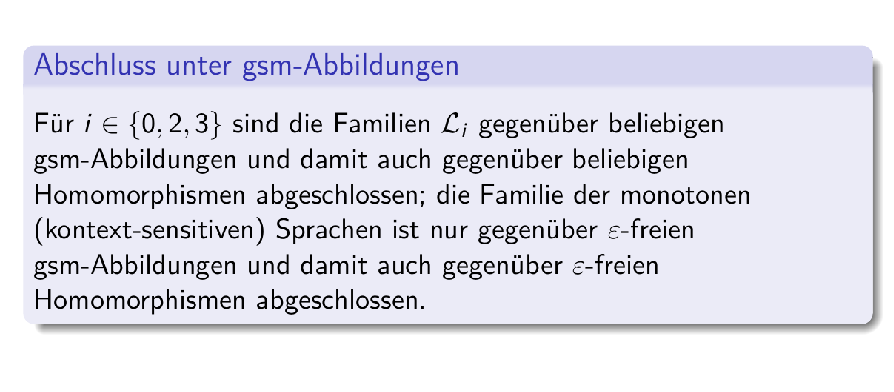 Abschluss unter gsm-Abbildungen
Für i ∈ {0, 2, 3} sind die Familien ℒᵢ gegenüber beliebigen
gsm-Abbildungen und damit auch gegenüber beliebigen
Homomorphismen abgeschlossen; die Familie der monotonen
(kontext-sensitiven) Sprachen ist nur gegenüber ε-freien
gsm-Abbildungen und damit auch gegenüber ε-freien
Homomorphismen abgeschlossen.